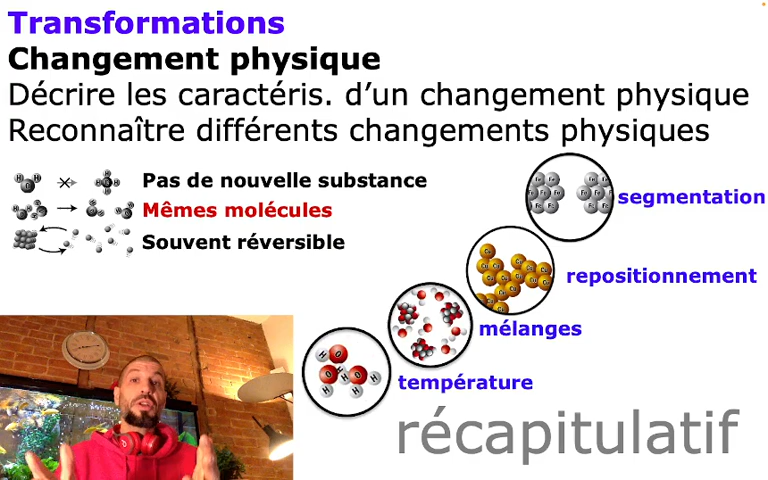 Transformations
Changement physique
Décrire les caractéris. d'un changement physique
Reconnaître différents changements physiques
Pas de nouvelle substance
Mêmes molécules
Souvent réversible
segmentation
repositionnement
mélanges
température
récapitulatif